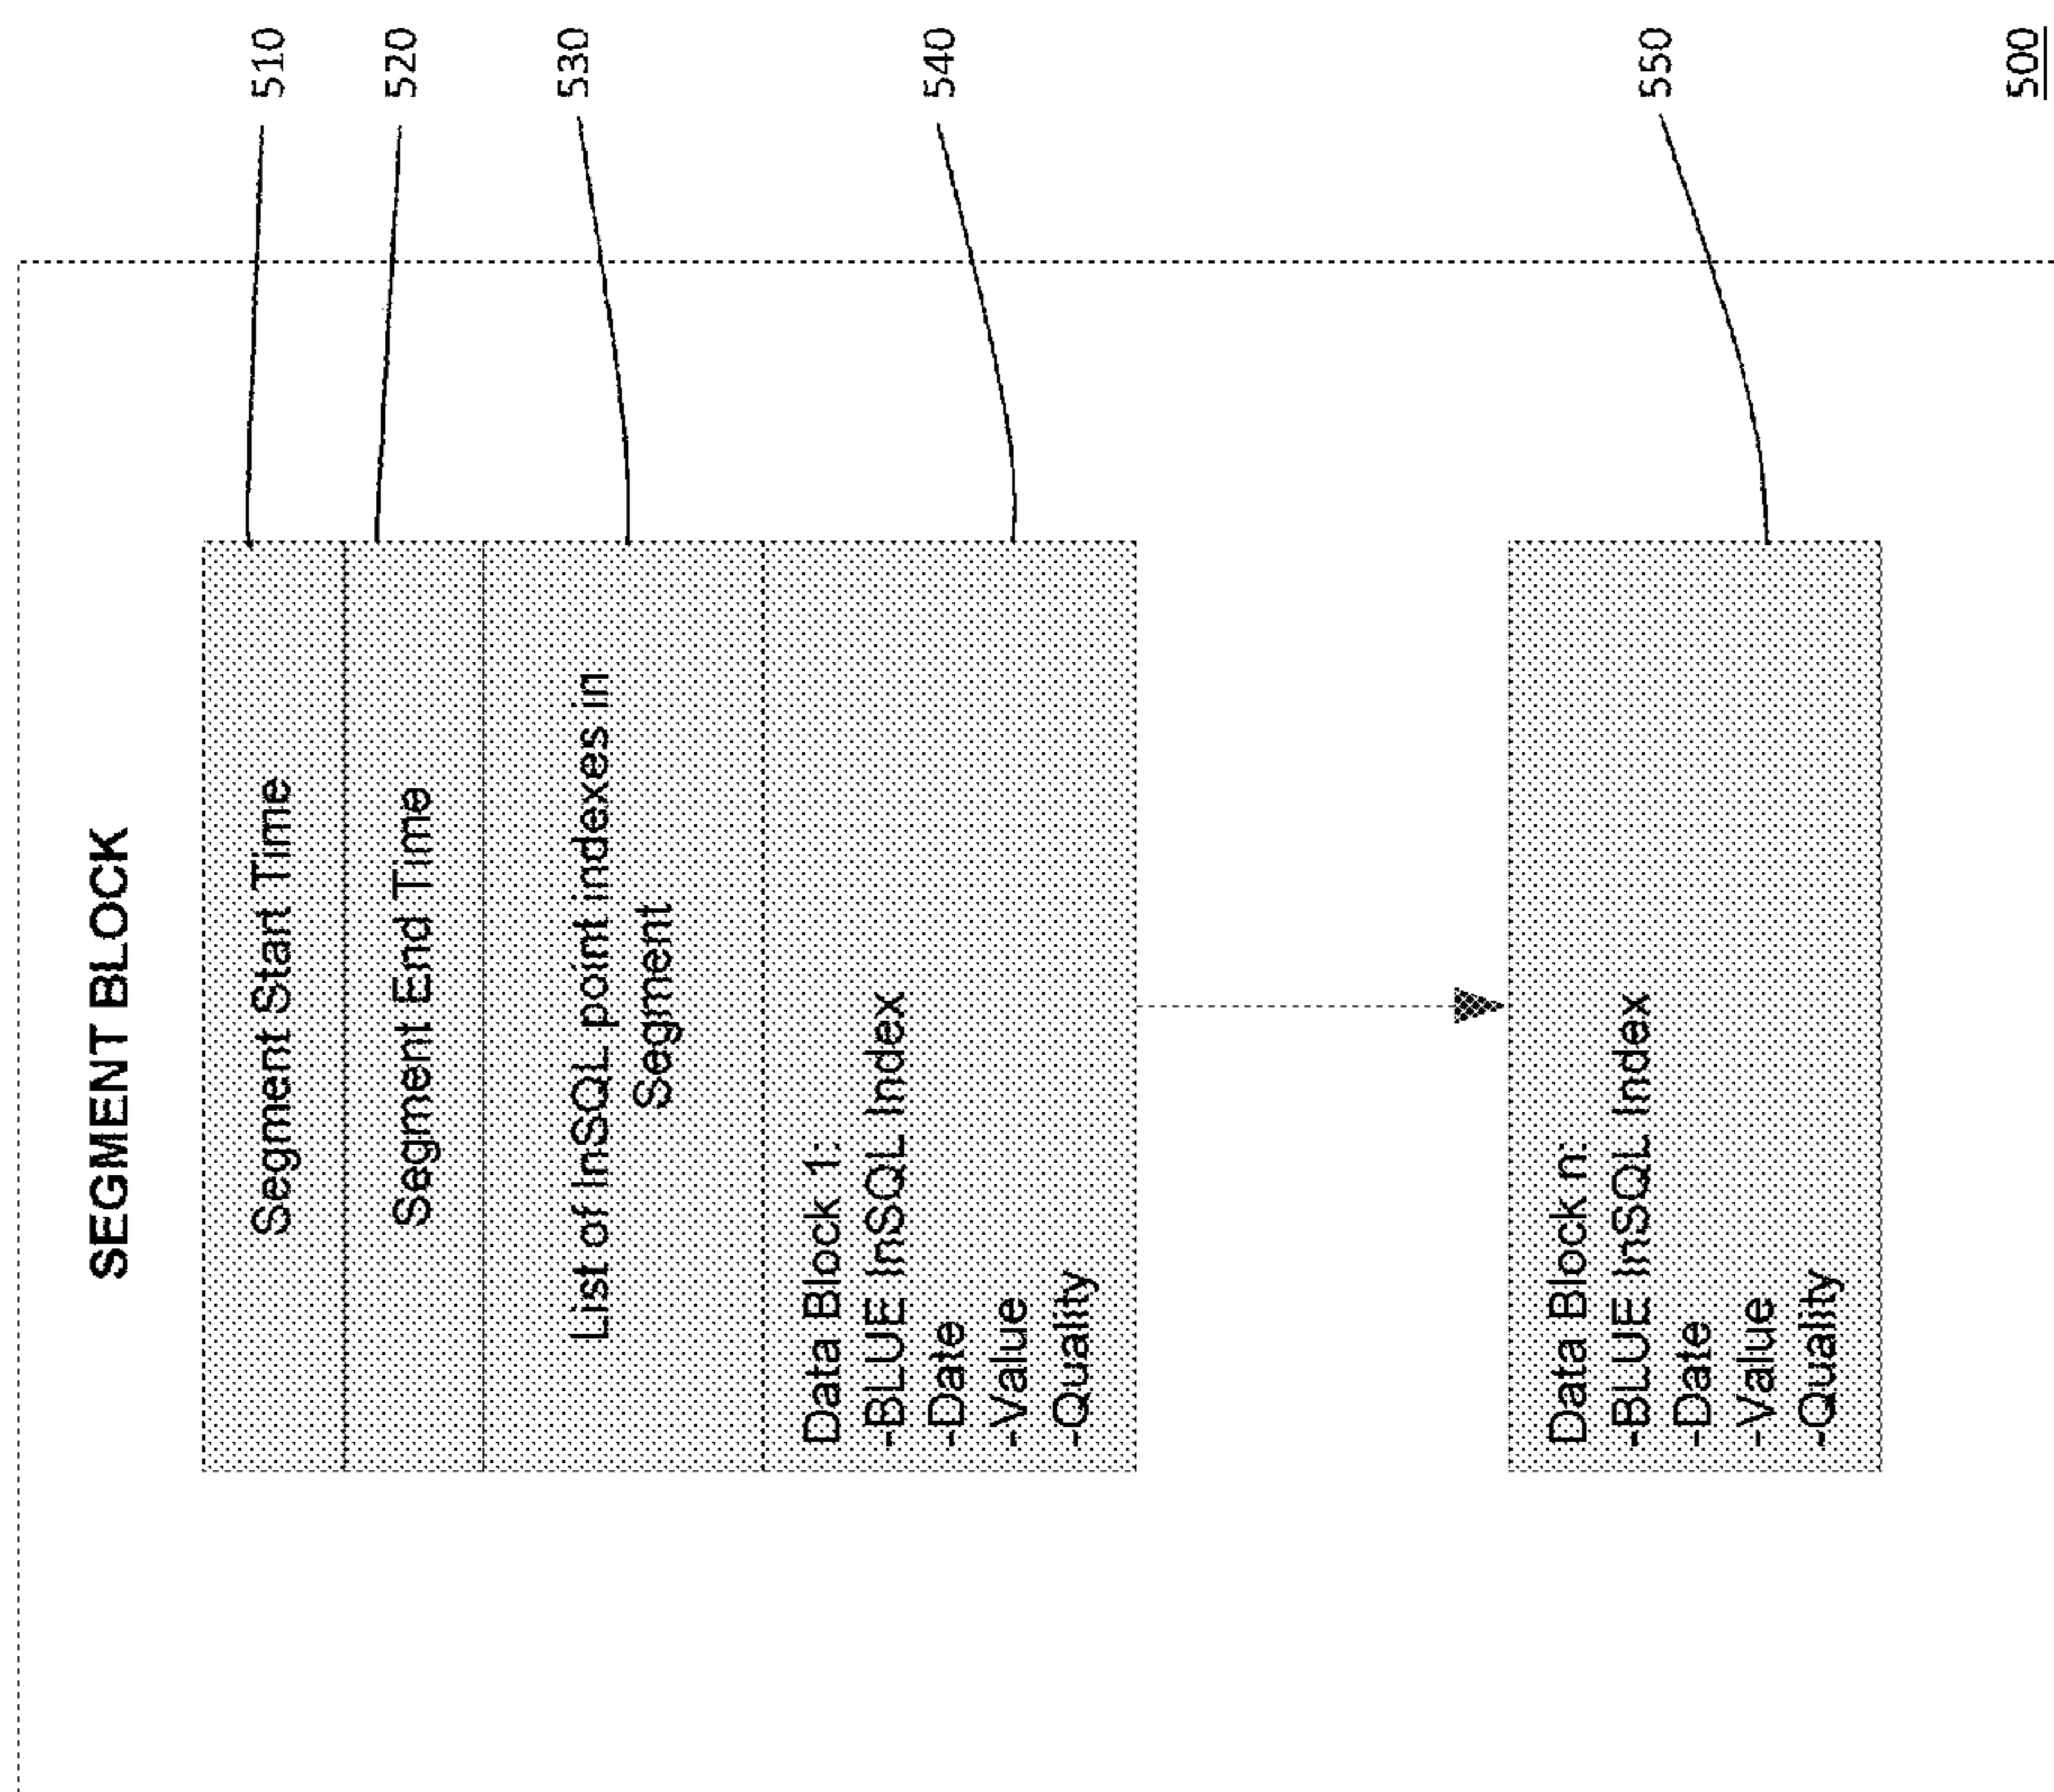 SEGMENT BLOCK
Segment Start Time
510
Segment End Time
520
List of InSQL point indexes in
Segment
530
Data Block 1:
-BLUE InSQL Index
-Date
-Value
-Quality
540
Data Block n:
-BLUE InSQL Index
-Date
-Value
-Quality
550
500